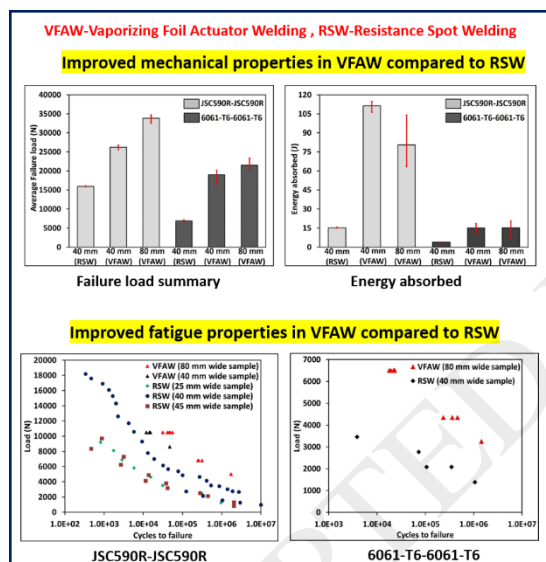 VFAW-Vaporizing Foil Actuator Welding , RSW-Resistance Spot Welding
Improved mechanical properties in VFAW compared to RSW
40000
35000
30000
25000
20000
15000
10000
5000
0
Average Failure load (N)
JSC590R-JSC590R
6061-T6-6061-T6
40 mm (RSW)
40 mm (VFAW)
80 mm (VFAW)
40 mm (RSW)
40 mm (VFAW)
80 mm (VFAW)
Failure load summary
120
105
90
75
60
45
30
15
0
Energy absorbed (J)
JSC590R-JSC590R
6061-T6-6061-T6
40 mm (RSW)
40 mm (VFAW)
80 mm (VFAW)
40 mm (RSW)
40 mm (VFAW)
80 mm (VFAW)
Energy absorbed
Improved fatigue properties in VFAW compared to RSW
20000
18000
16000
14000
12000
10000
8000
6000
4000
2000
0
Load (N)
VFAW (80 mm wide sample)
VFAW (40 mm wide sample)
RSW (25 mm wide sample)
RSW (40 mm wide sample)
RSW (45 mm wide sample)
1.0E+02 1.0E+03 1.0E+04 1.0E+05 1.0E+06 1.0E+07
Cycles to failure
JSC590R-JSC590R
7000
6000
5000
4000
3000
2000
1000
0
Load (N)
VFAW (80 mm wide sample)
RSW (40 mm wide sample)
1.0E+03 1.0E+04 1.0E+05 1.0E+06 1.0E+07
Cycles to failure
6061-T6-6061-T6